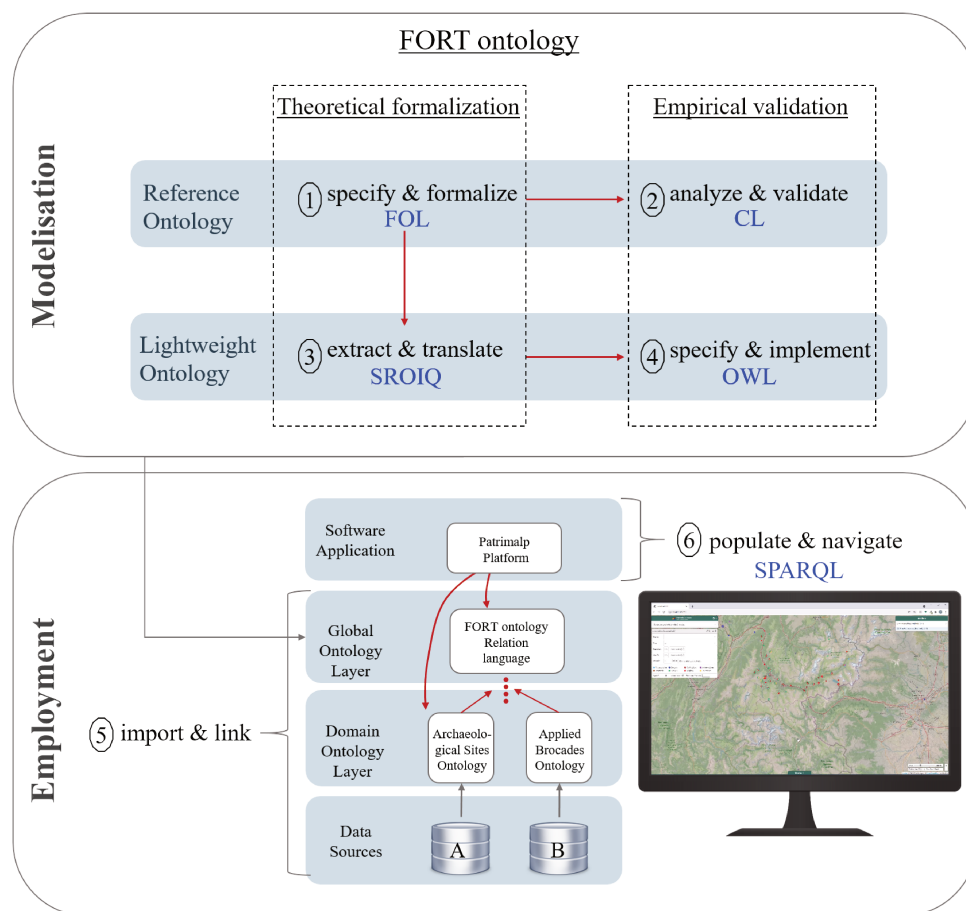 FORT ontology
Theoretical formalization
Empirical validation
Modelisation
Reference
Ontology
1 specify & formalize
FOL
2 analyze & validate
CL
Lightweight
Ontology
3 extract & translate
SROIQ
4 specify & implement
OWL
Employment
Software
Application
Patrimalp
Platform
6 populate & navigate
SPARQL
Global
Ontology
Layer
FORT ontology
Relation
language
5 import & link
Domain
Ontology
Layer
Archaeolo-
gical Sites
Ontology
Applied
Brocades
Ontology
Data
Sources
A
B